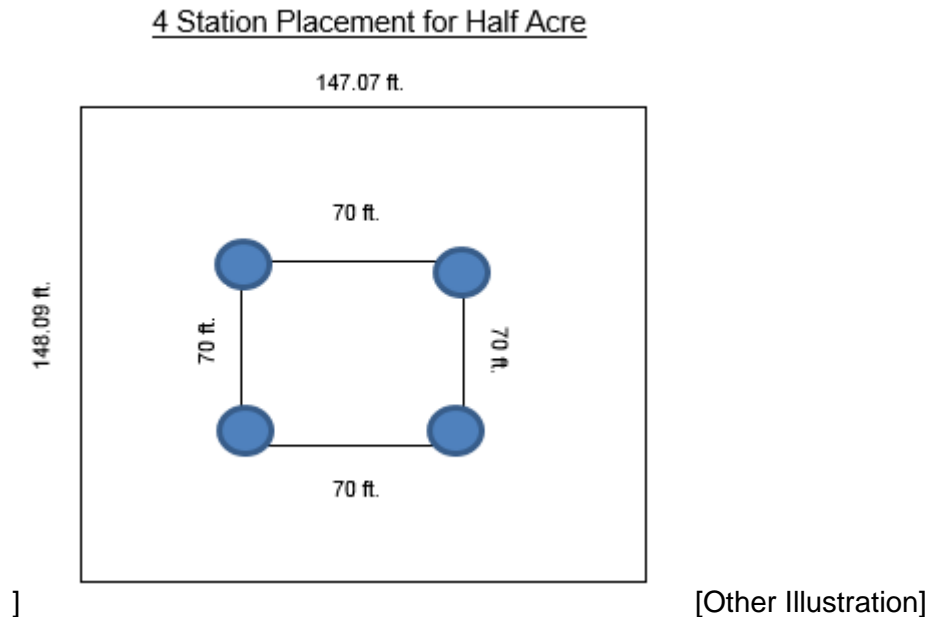 4 Station Placement for Half Acre
147.07 ft.
70 ft.
148.09 ft.
70 ft.
70 ft.
70 ft.
]
[Other Illustration]